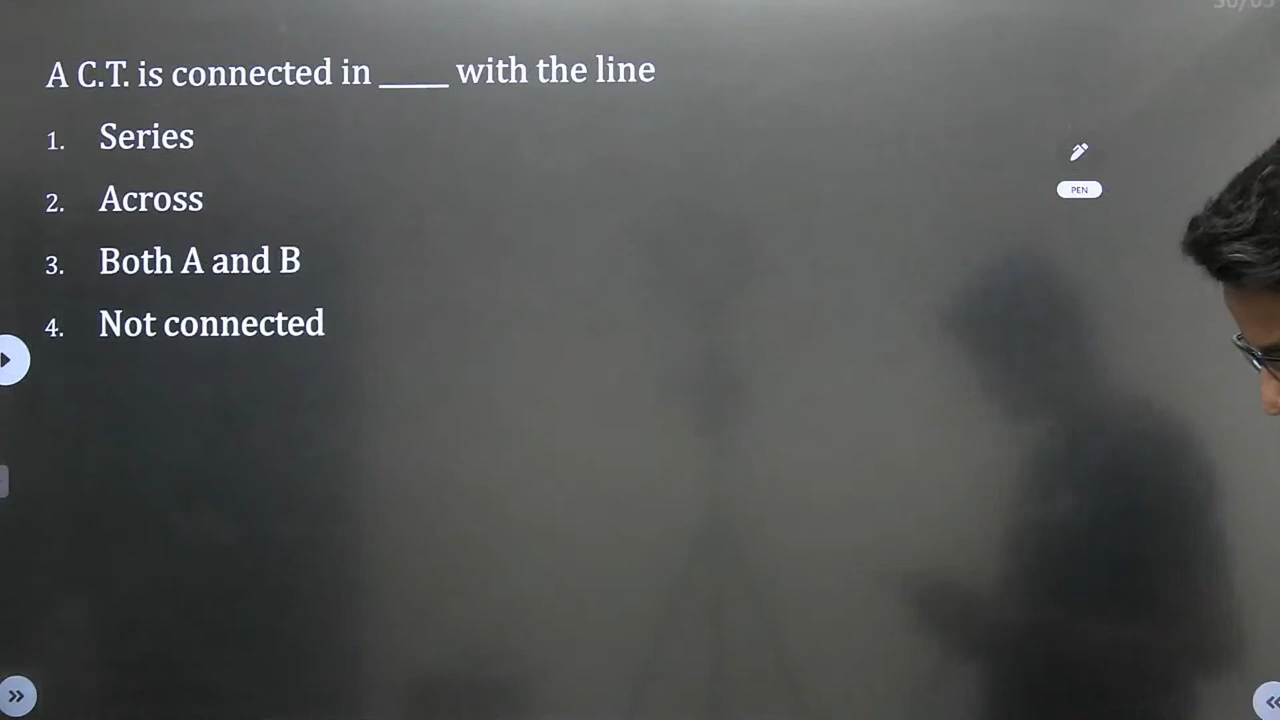 A C.T. is connected in _____ with the line
1. Series
2. Across
3. Both A and B
4. Not connected
PEN